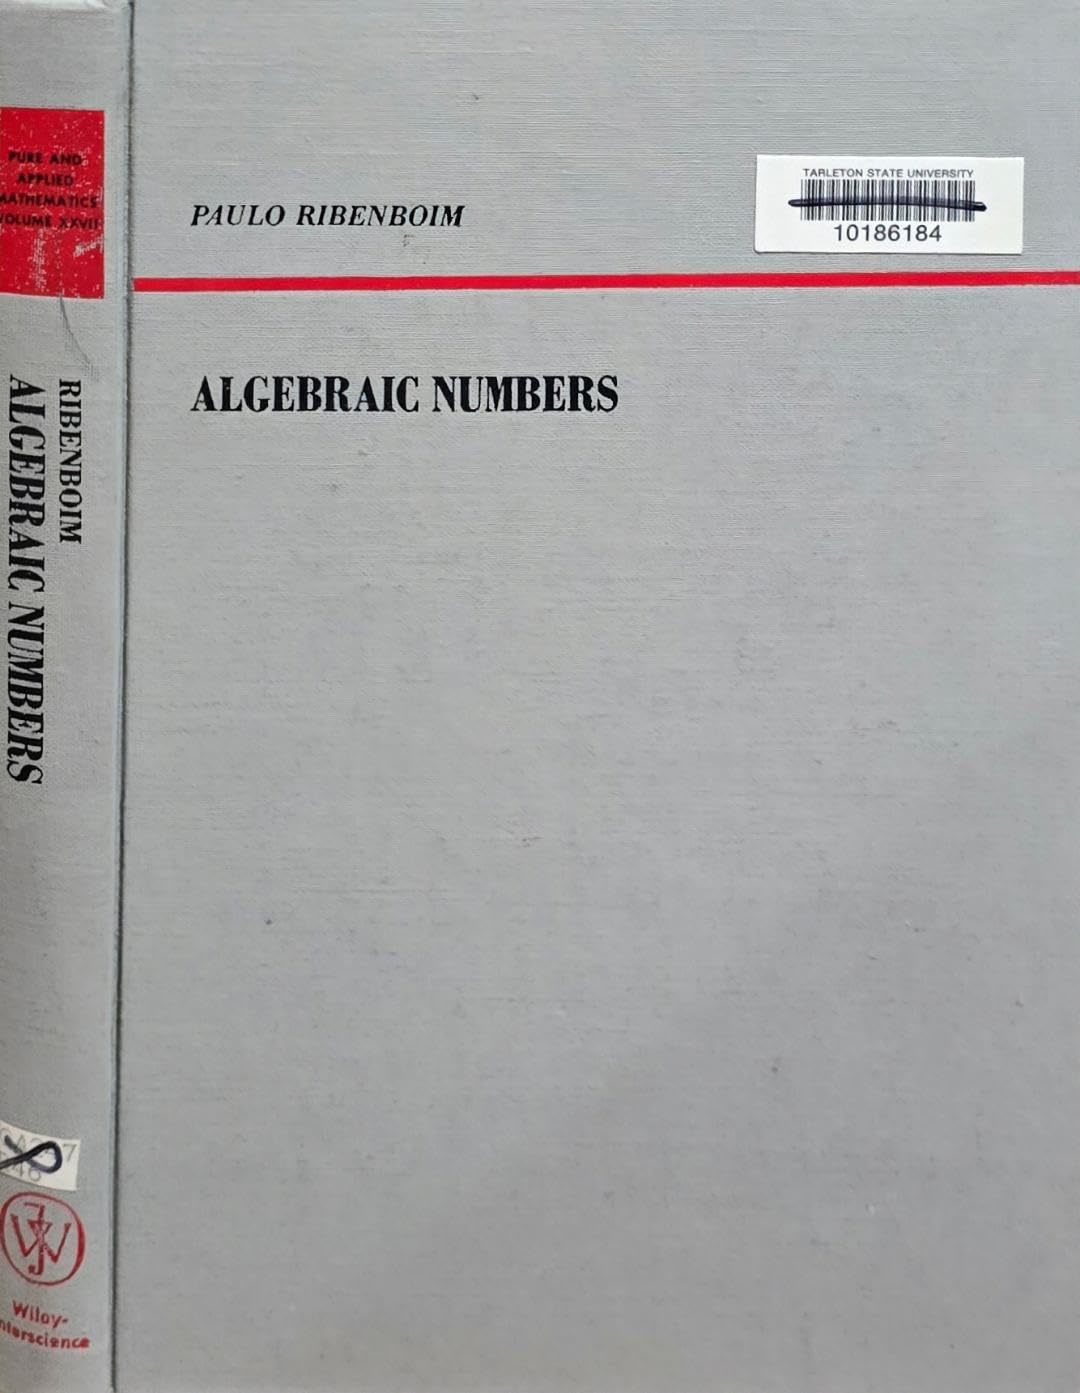 PURE AND
APPLIED
MATHEMATICS
VOLUME XXVII
RIBENBOIM
ALGEBRAIC NUMBERS
Wiley-
Interscience
PAULO RIBENBOIM
ALGEBRAIC NUMBERS
TARLETON STATE UNIVERSITY
10186184